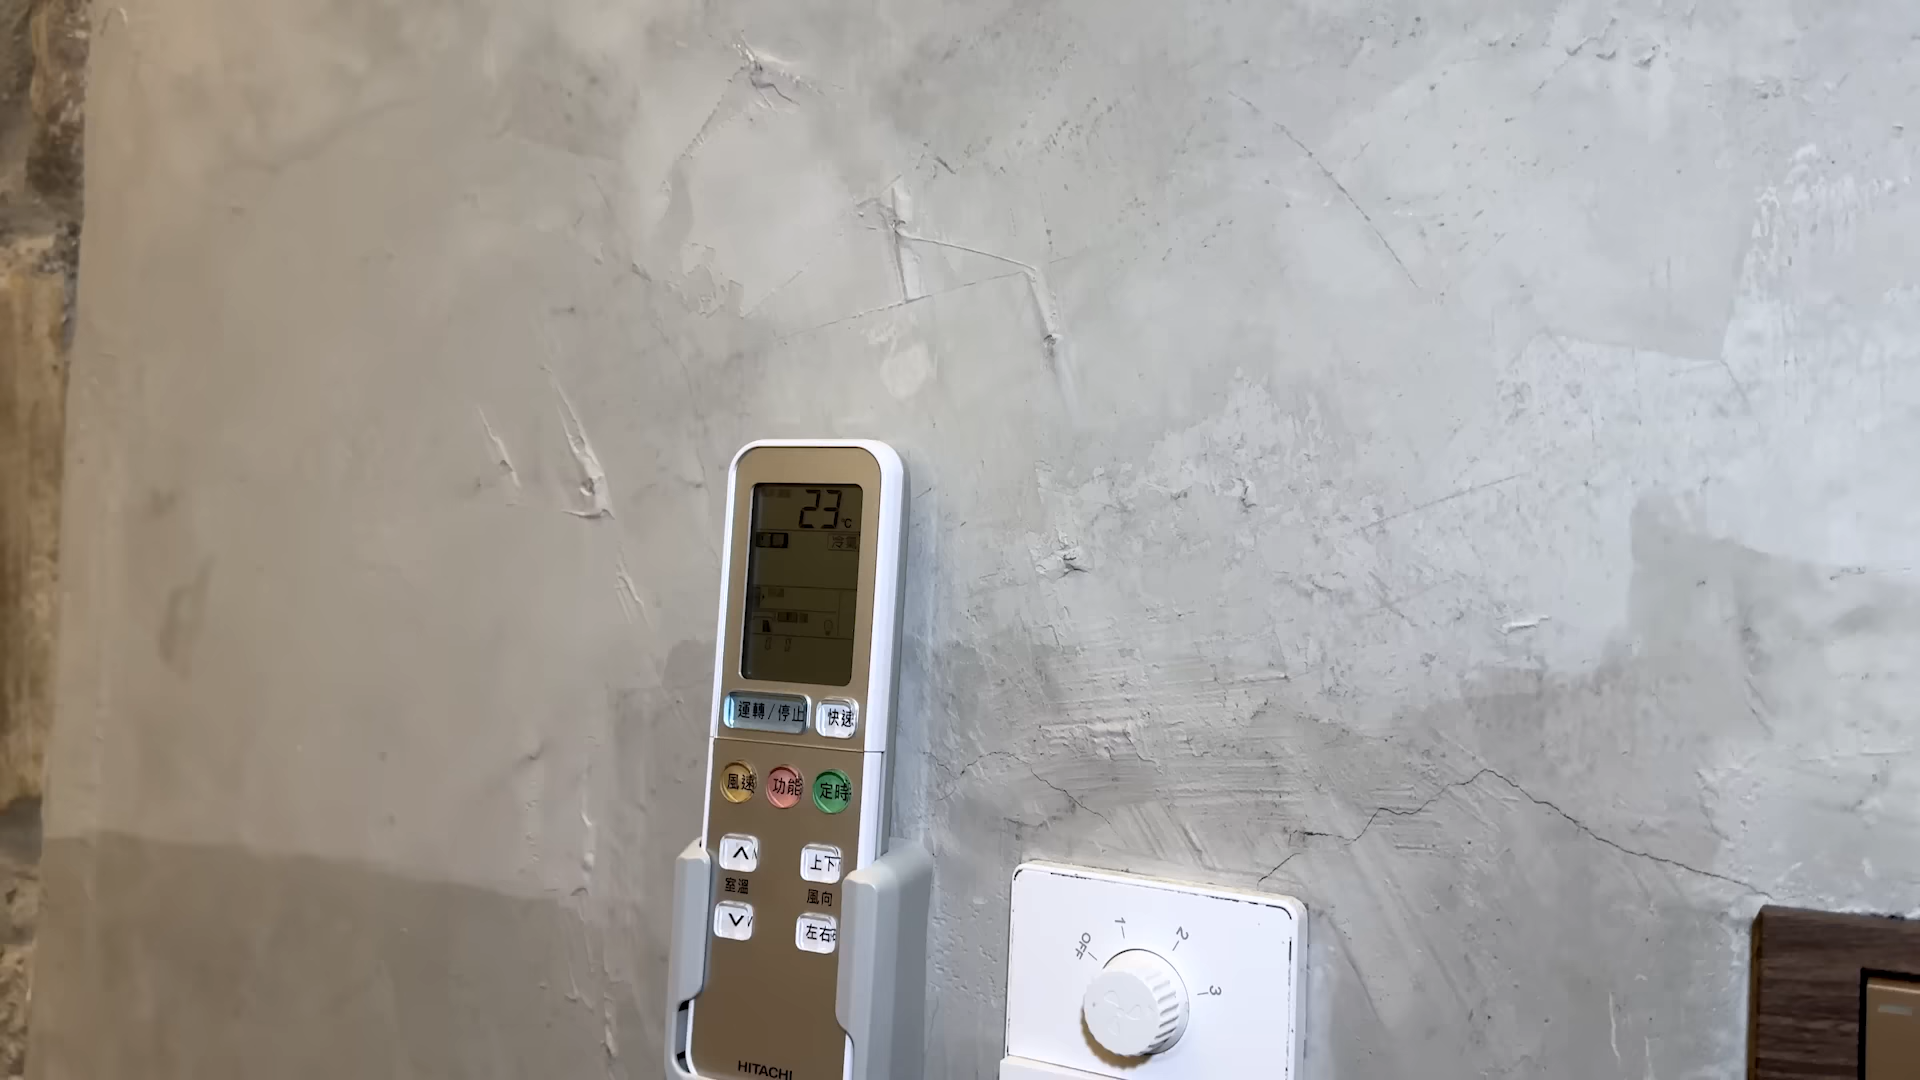 23℃
冷氣
運轉/停止
快速
風速
功能
定時
上下
室溫
風向
左右
HITACHI
OFF
1
2
3